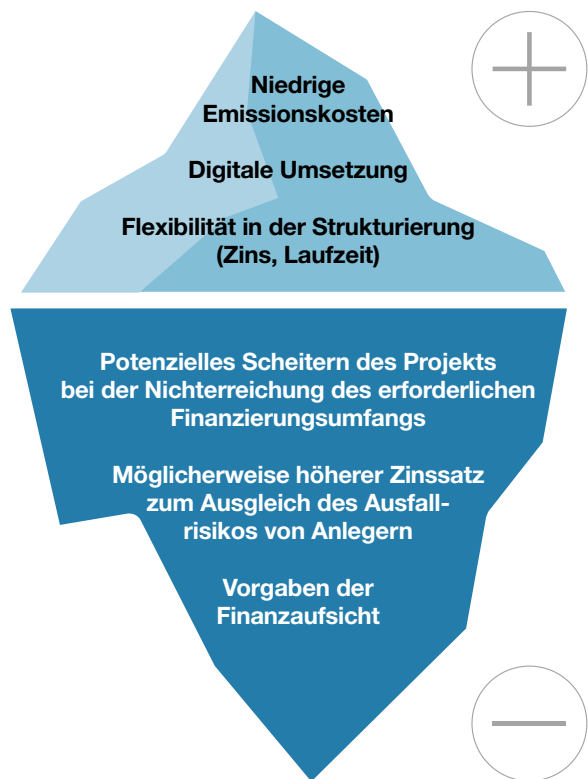 Niedrige
Emissionskosten
Digitale Umsetzung
Flexibilität in der Strukturierung
(Zins, Laufzeit)
Potenzielles Scheitern des Projekts
bei der Nichterreichung des erforderlichen
Finanzierungsumfangs
Möglicherweise höherer Zinssatz
zum Ausgleich des Ausfall-
risikos von Anlegern
Vorgaben der
Finanzaufsicht